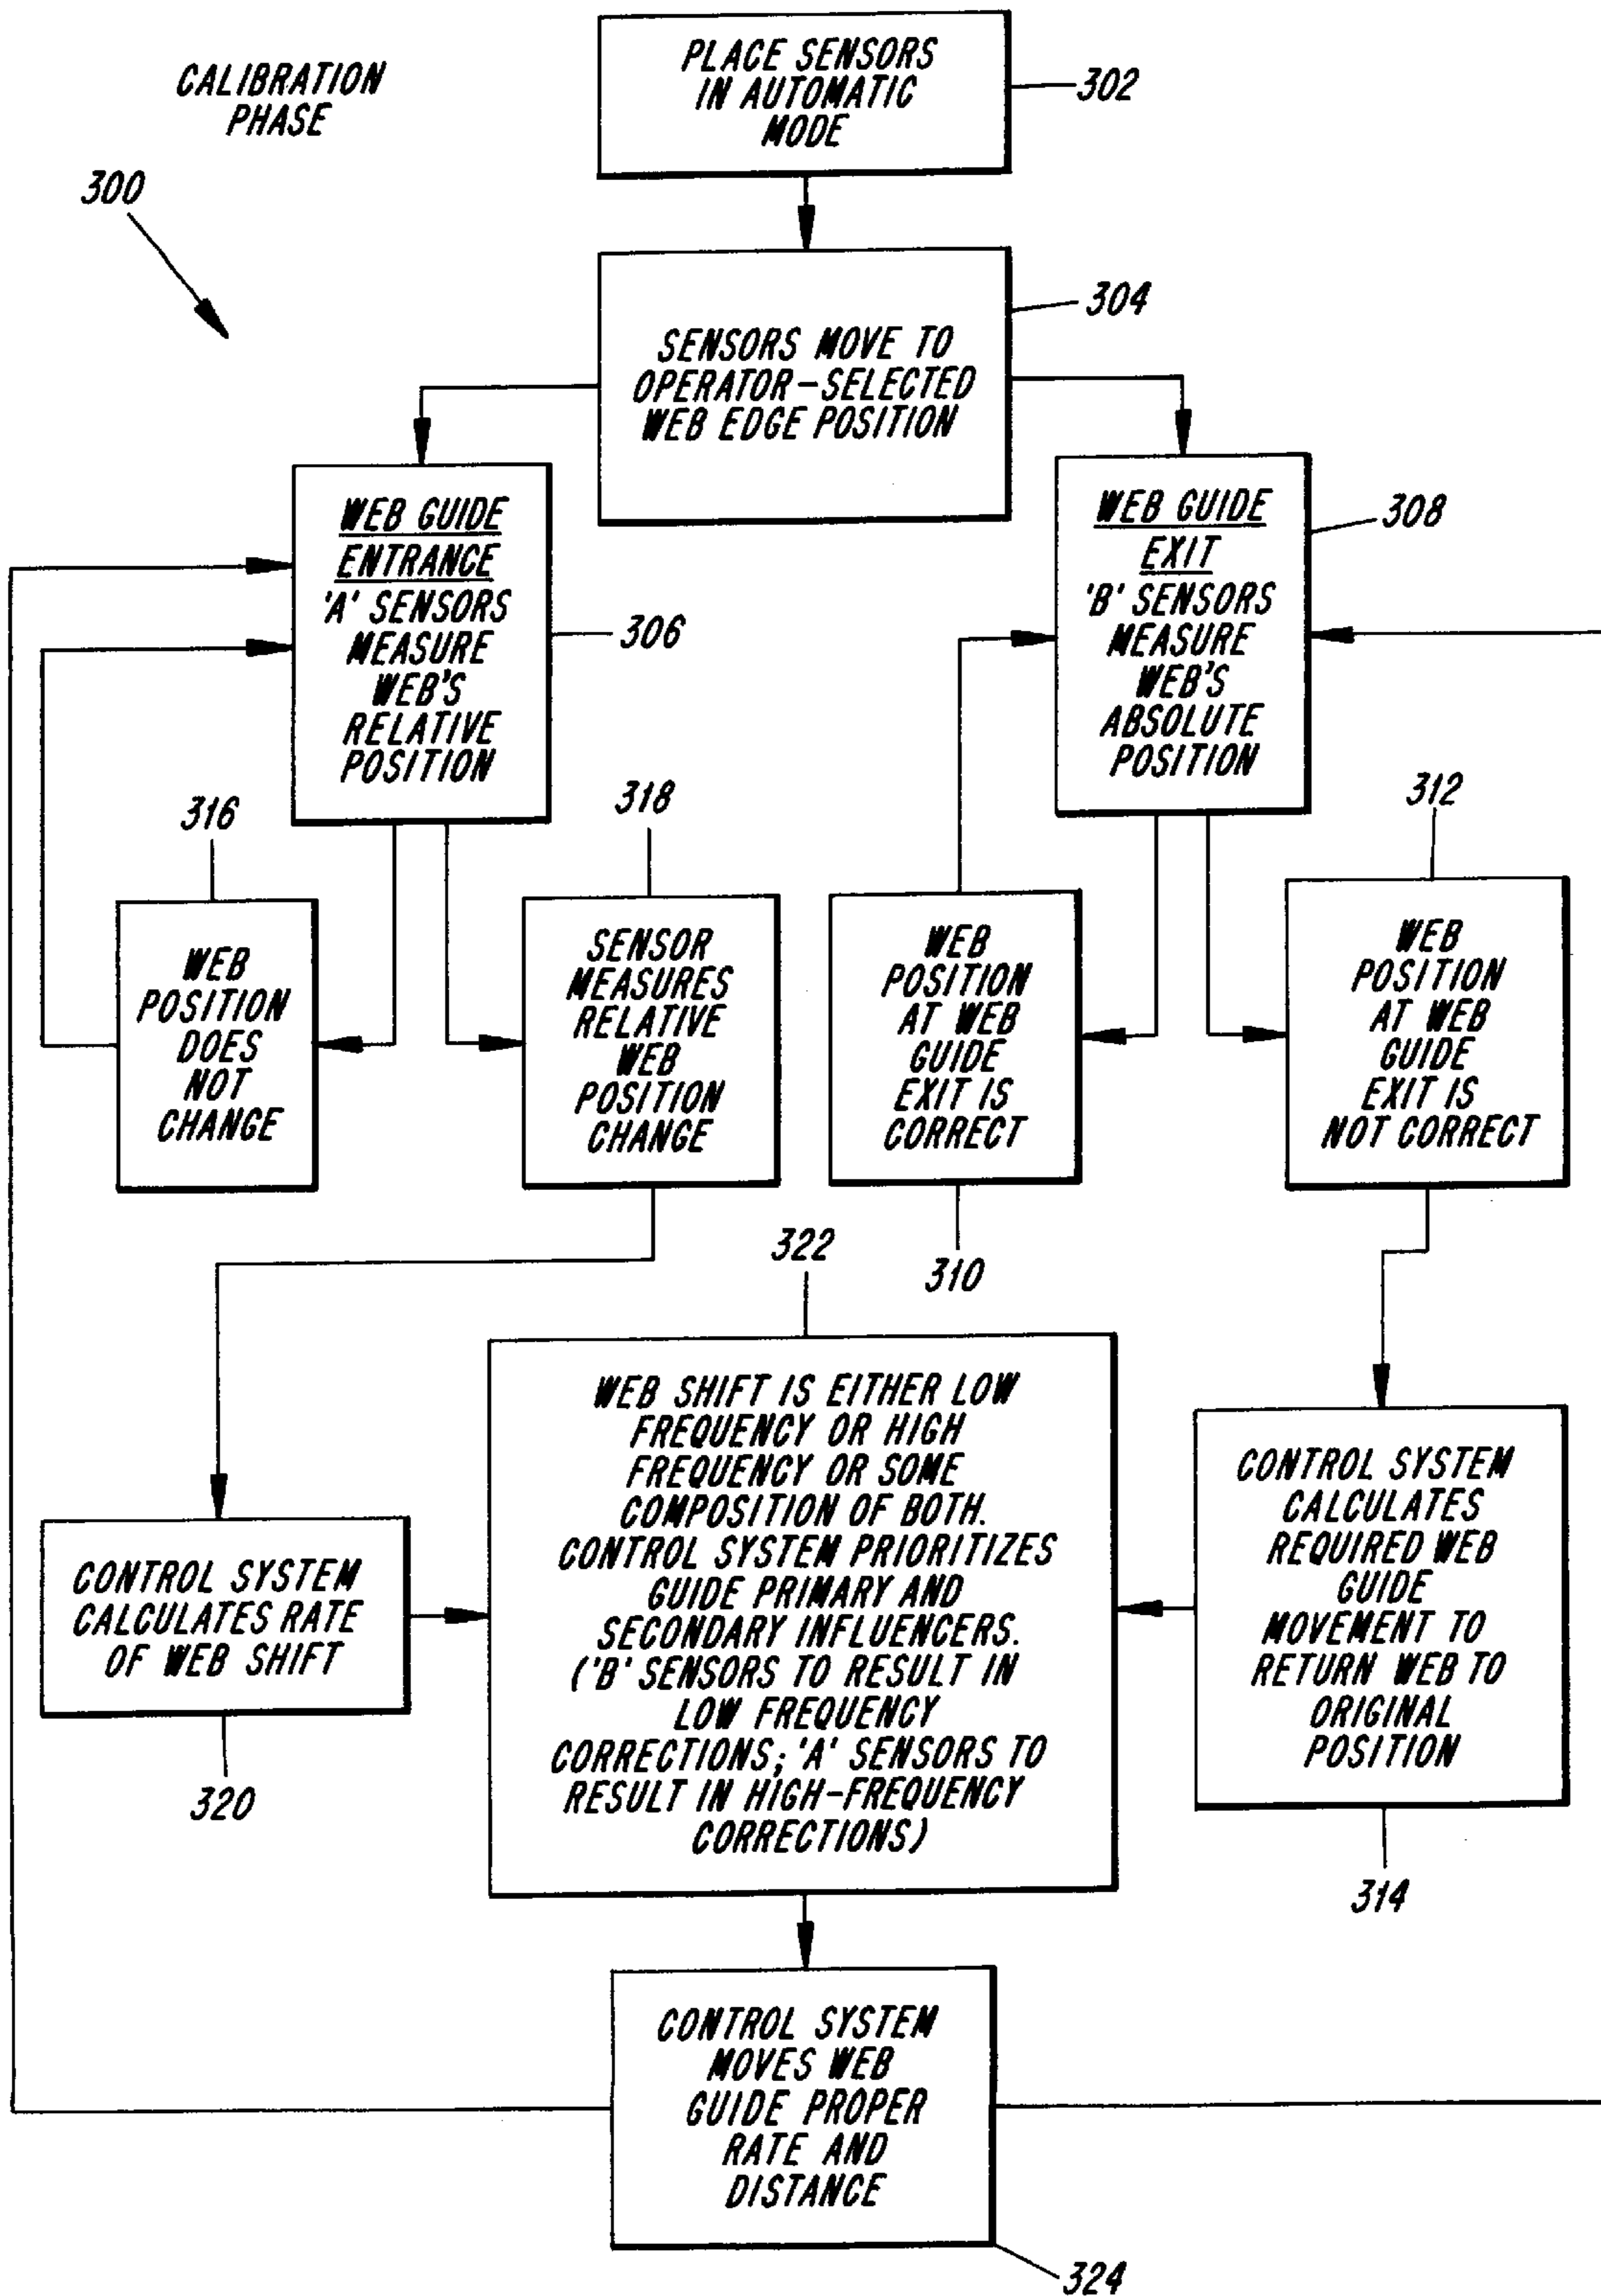 CALIBRATION
PHASE
300
PLACE SENSORS
IN AUTOMATIC
MODE
302
SENSORS MOVE TO
OPERATOR-SELECTED
WEB EDGE POSITION
304
WEB GUIDE
ENTRANCE
'A' SENSORS
MEASURE
WEB'S
RELATIVE
POSITION
306
WEB GUIDE
EXIT
'B' SENSORS
MEASURE
WEB'S
ABSOLUTE
POSITION
308
316
WEB
POSITION
DOES
NOT
CHANGE
318
SENSOR
MEASURES
RELATIVE
WEB
POSITION
CHANGE
WEB
POSITION
AT WEB
GUIDE
EXIT IS
CORRECT
310
312
WEB
POSITION
AT WEB
GUIDE
EXIT IS
NOT CORRECT
322
WEB SHIFT IS EITHER LOW
FREQUENCY OR HIGH
FREQUENCY OR SOME
COMPOSITION OF BOTH.
CONTROL SYSTEM PRIORITIZES
GUIDE PRIMARY AND
SECONDARY INFLUENCERS.
('B' SENSORS TO RESULT IN
LOW FREQUENCY
CORRECTIONS; 'A' SENSORS TO
RESULT IN HIGH-FREQUENCY
CORRECTIONS)
CONTROL SYSTEM
CALCULATES RATE
OF WEB SHIFT
320
CONTROL SYSTEM
CALCULATES
REQUIRED WEB
GUIDE
MOVEMENT TO
RETURN WEB TO
ORIGINAL
POSITION
314
CONTROL SYSTEM
MOVES WEB
GUIDE PROPER
RATE AND
DISTANCE
324